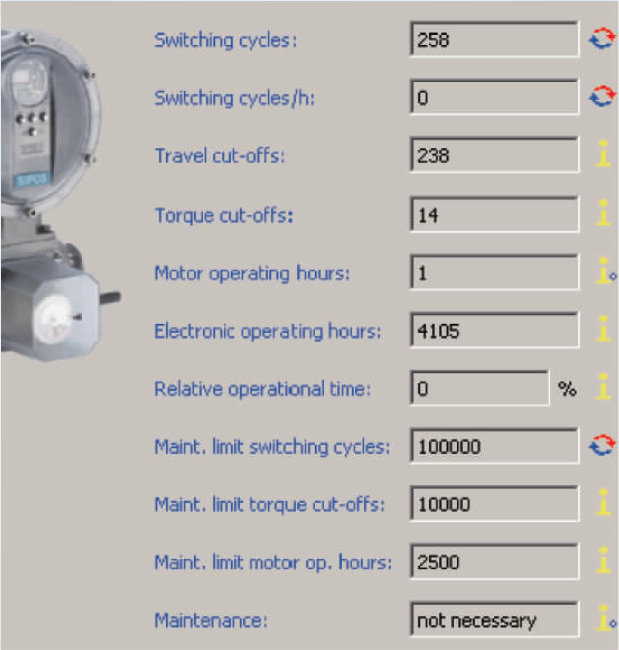 Switching cycles: 258
Switching cycles/h: 0
Travel cut-offs: 238
SIPOS
Torque cut-offs: 14
Motor operating hours: 1
Electronic operating hours: 4105
Relative operational time: 0 %
Maint. limit switching cycles: 100000
Maint. limit torque cut-offs: 10000
Maint. limit motor op. hours: 2500
Maintenance: not necessary